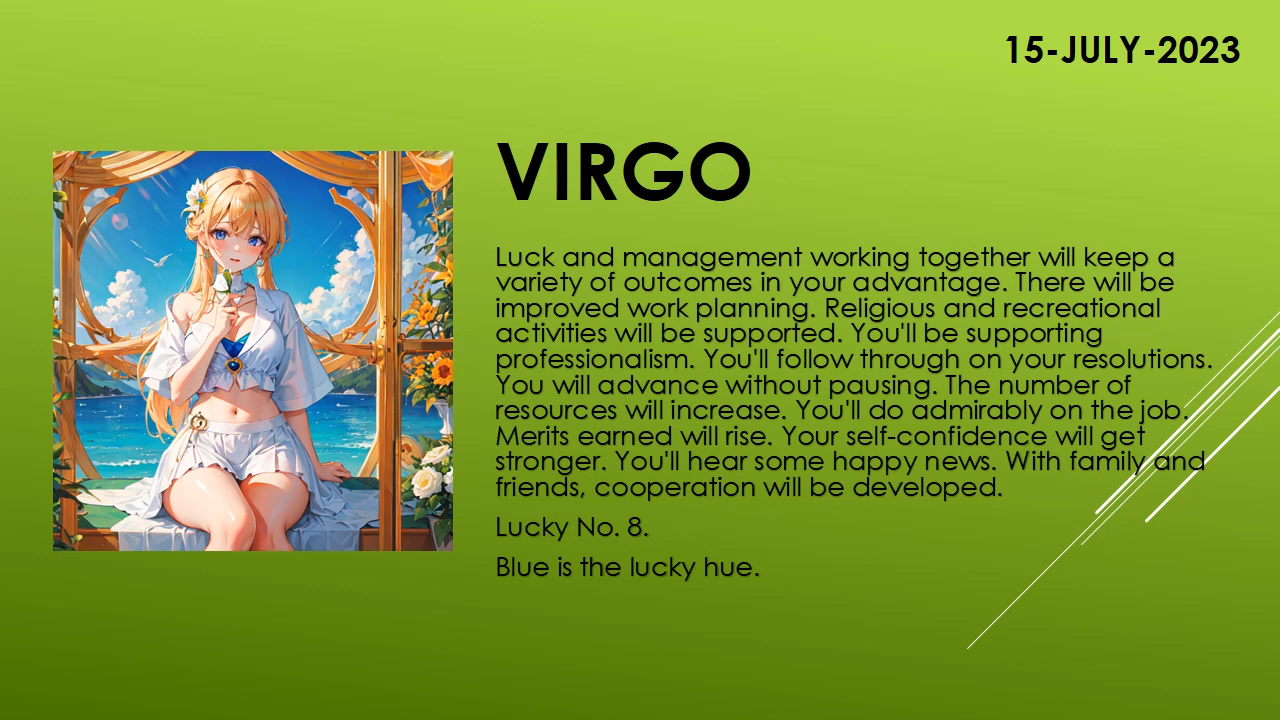 15-JULY-2023
VIRGO
Luck and management working together will keep a
variety of outcomes in your advantage. There will be
improved work planning. Religious and recreational
activities will be supported. You'll be supporting
professionalism. You'll follow through on your resolutions.
You will advance without pausing. The number of
resources will increase. You'll do admirably on the job.
Merits earned will rise. Your self-confidence will get
stronger. You'll hear some happy news. With family and
friends, cooperation will be developed.
Lucky No. 8.
Blue is the lucky hue.